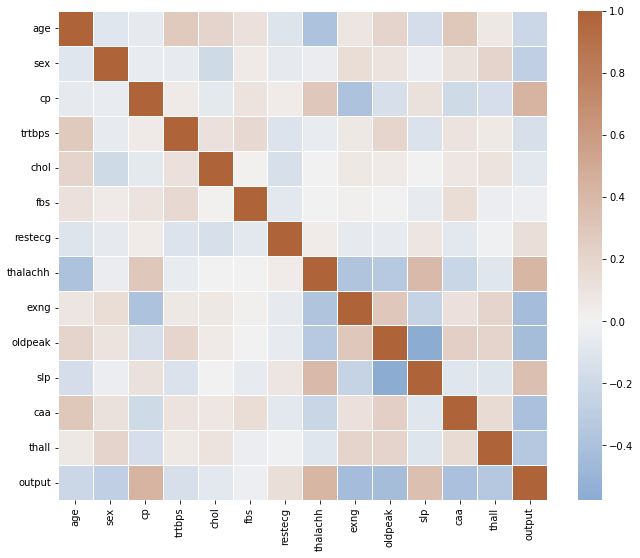 age
sex
cp
trtbps
chol
fbs
restecg
thalachh
exng
oldpeak
slp
caa
thall
output
age
sex
cp
trtbps
chol
fbs
restecg
thalachh
exng
oldpeak
slp
caa
thall
output
1.0
0.8
0.6
0.4
0.2
0.0
−0.2
−0.4